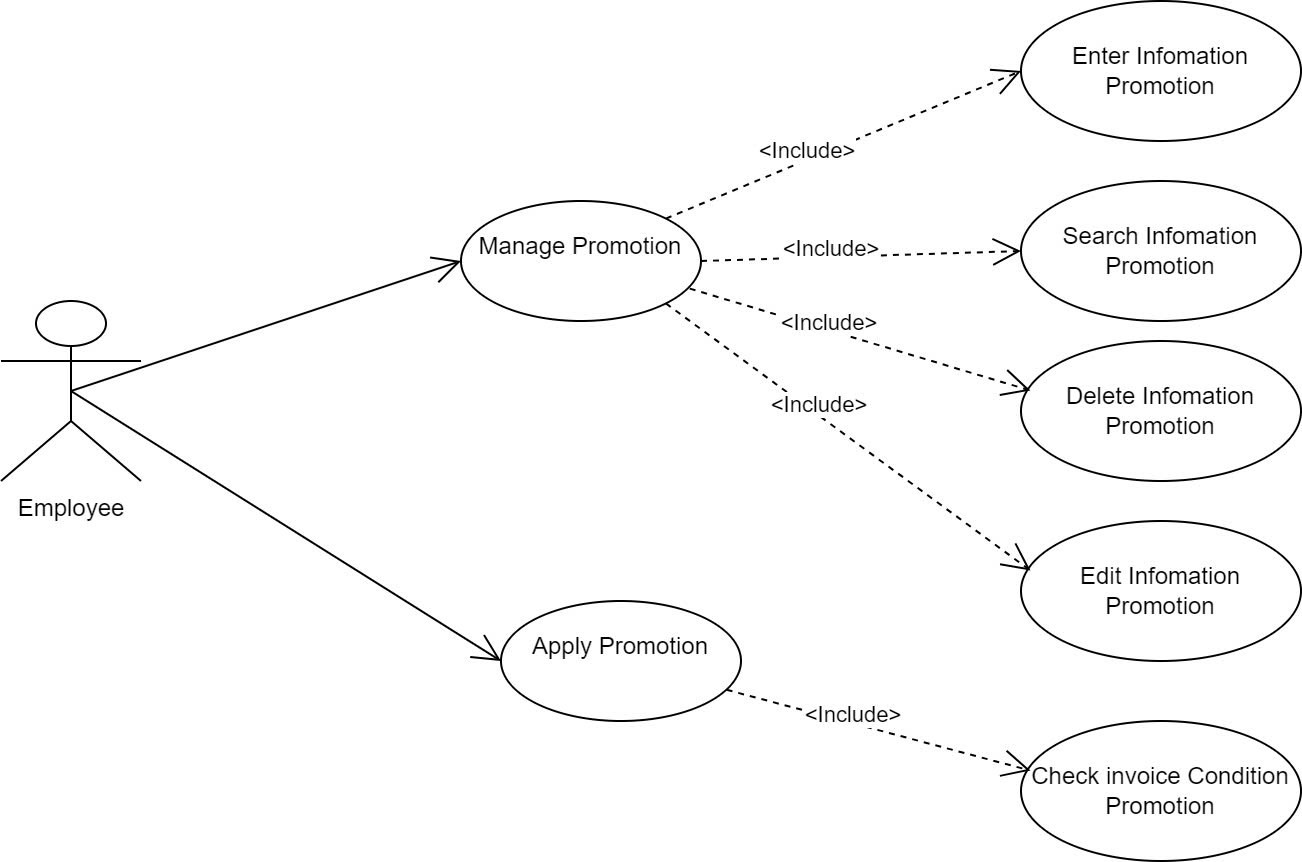 Enter Infomation
Promotion
<Include>
Search Infomation
Promotion
Manage Promotion
<Include>
<Include>
Delete Infomation
Promotion
<Include>
Employee
Edit Infomation
Promotion
Apply Promotion
<Include>
Check invoice Condition
Promotion